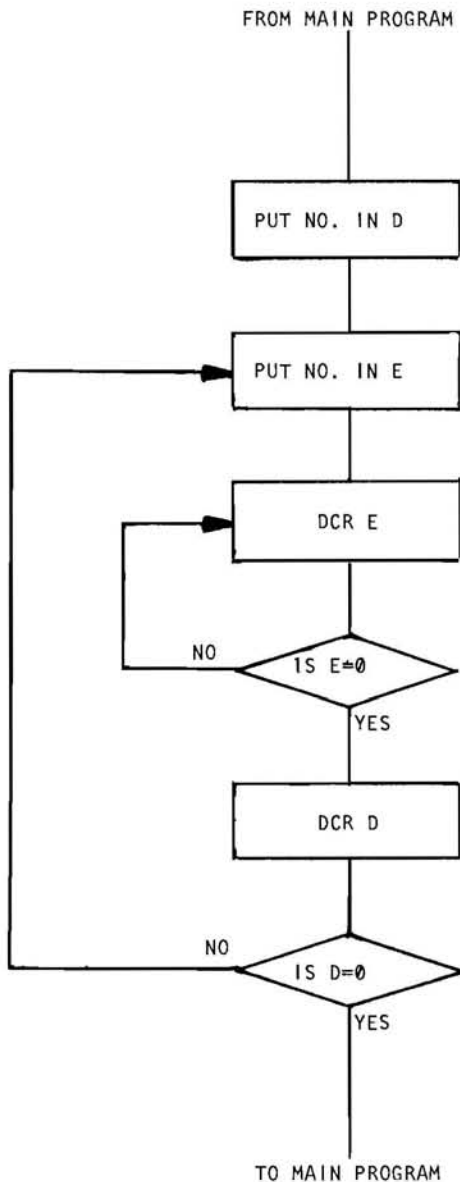 FROM MAIN PROGRAM
PUT NO. IN D
PUT NO. IN E
DCR E
NO
IS E=0
YES
DCR D
NO
IS D=0
YES
TO MAIN PROGRAM